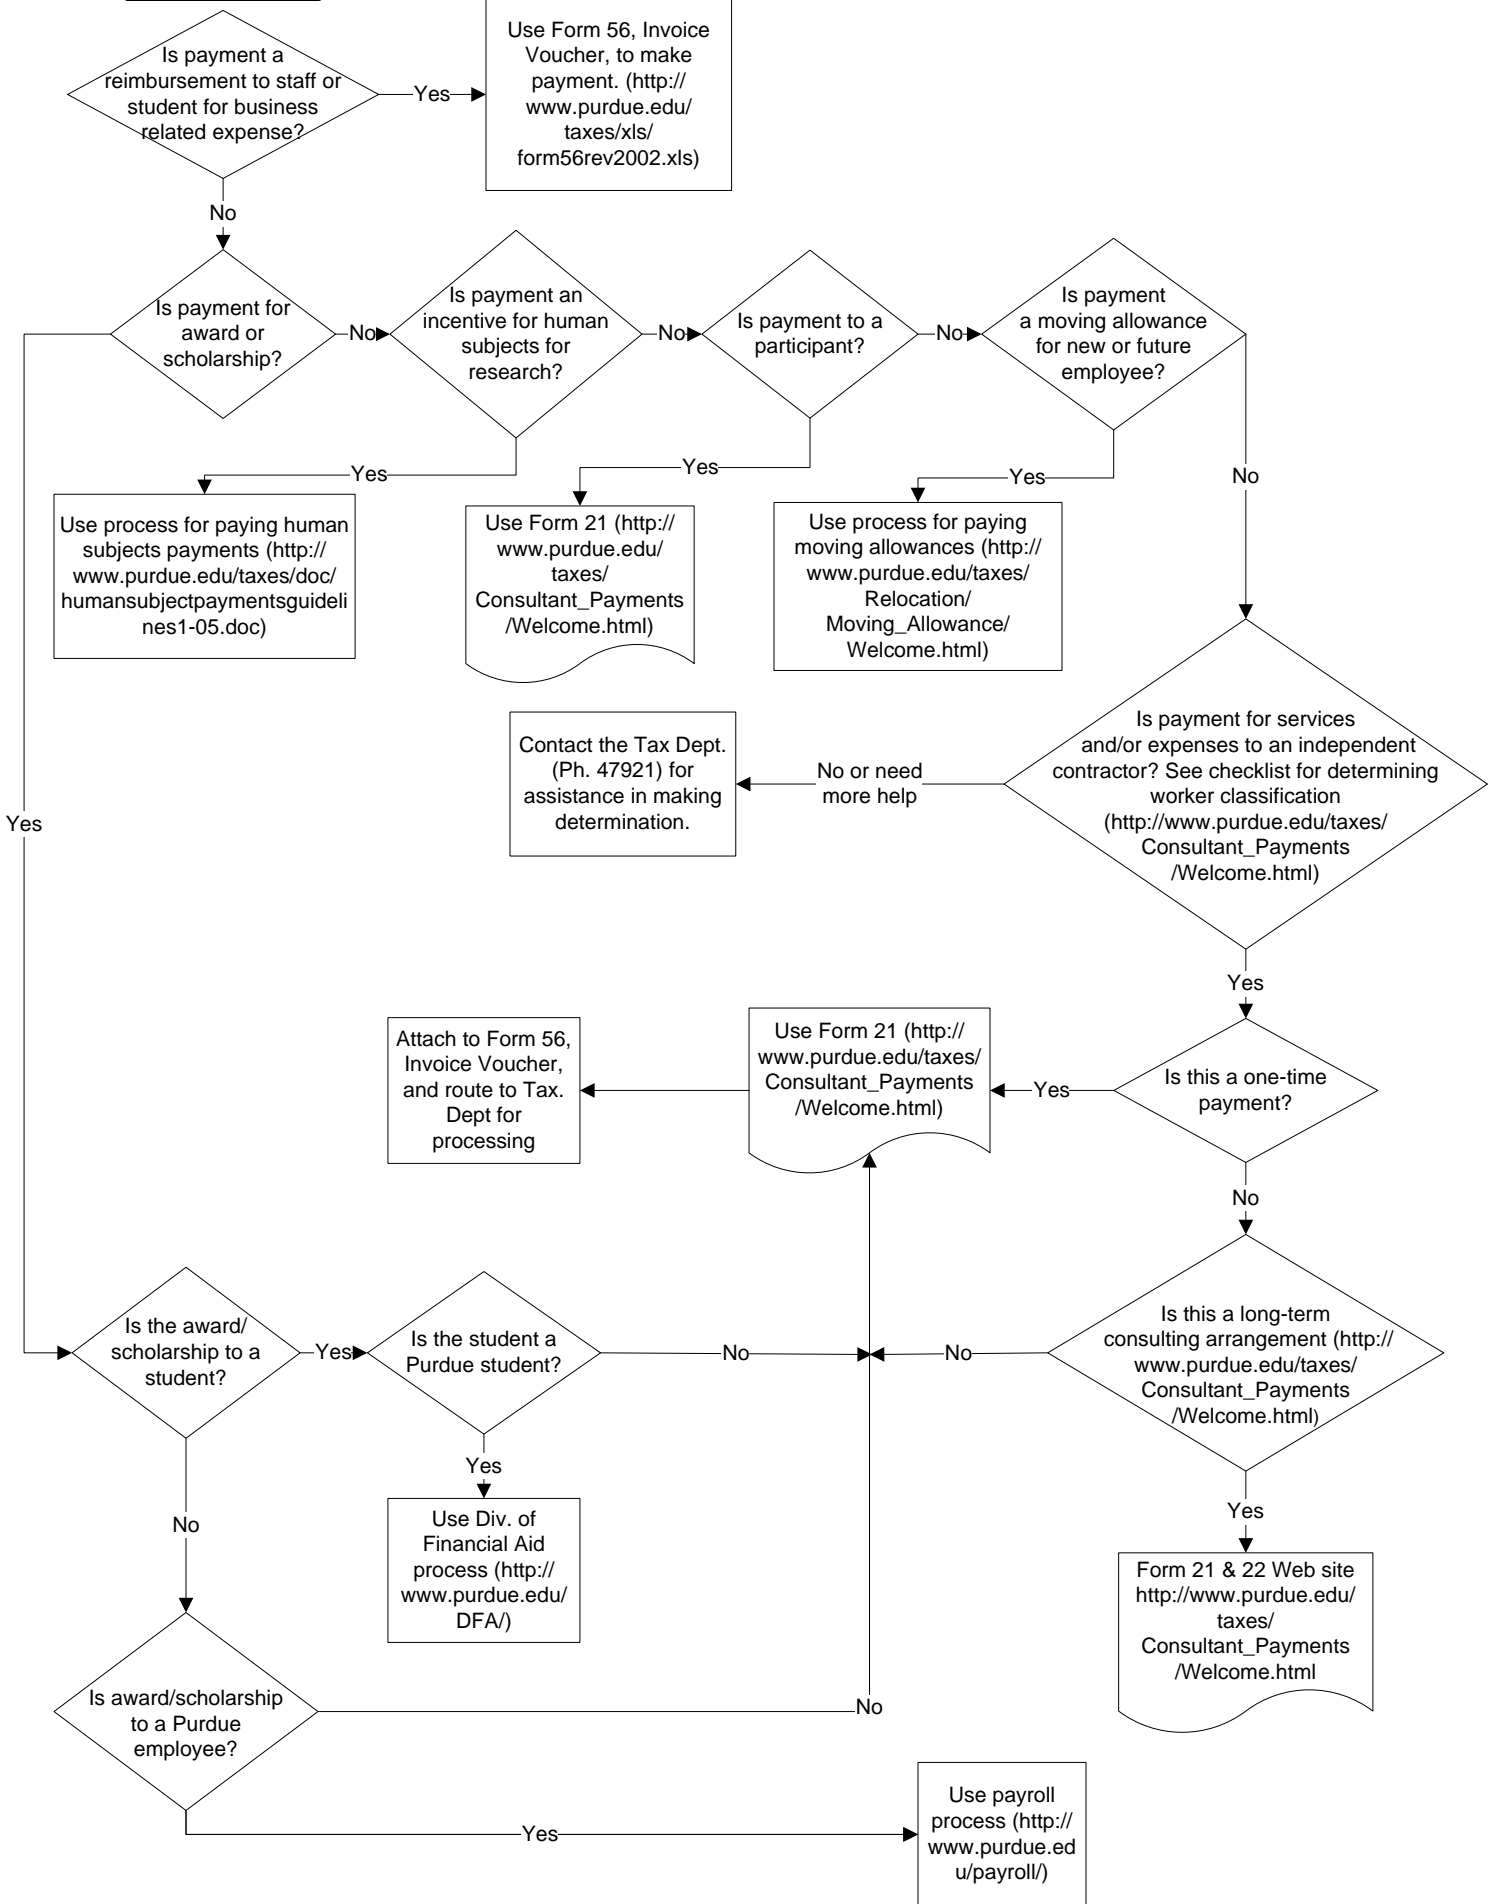 Is payment a
reimbursement to staff or
student for business
related expense?
Yes
Use Form 56, Invoice
Voucher, to make
payment. (http://
www.purdue.edu/
taxes/xls/
form56rev2002.xls)
No
Is payment for
award or
scholarship?
No
Is payment an
incentive for human
subjects for
research?
No
Is payment to a
participant?
No
Is payment
a moving allowance
for new or future
employee?
Yes
Yes
Yes
No
Use process for paying human
subjects payments (http://
www.purdue.edu/taxes/doc/
humansubjectpaymentsguideli
nes1-05.doc)
Use Form 21 (http://
www.purdue.edu/
taxes/
Consultant_Payments
/Welcome.html)
Use process for paying
moving allowances (http://
www.purdue.edu/taxes/
Relocation/
Moving_Allowance/
Welcome.html)
Is payment for services
and/or expenses to an independent
contractor? See checklist for determining
worker classification
(http://www.purdue.edu/taxes/
Consultant_Payments
/Welcome.html)
No or need
more help
Contact the Tax Dept.
(Ph. 47921) for
assistance in making
determination.
Yes
Yes
Is this a one-time
payment?
Yes
Use Form 21 (http://
www.purdue.edu/taxes/
Consultant_Payments
/Welcome.html)
Attach to Form 56,
Invoice Voucher,
and route to Tax.
Dept for
processing
No
Is the award/
scholarship to a
student?
Yes
Is the student a
Purdue student?
No
No
Is this a long-term
consulting arrangement (http://
www.purdue.edu/taxes/
Consultant_Payments
/Welcome.html)
Yes
Use Div. of
Financial Aid
process (http://
www.purdue.edu/
DFA/)
Yes
Form 21 & 22 Web site
http://www.purdue.edu/
taxes/
Consultant_Payments
/Welcome.html
No
Is award/scholarship
to a Purdue
employee?
No
Yes
Use payroll
process (http://
www.purdue.ed
u/payroll/)